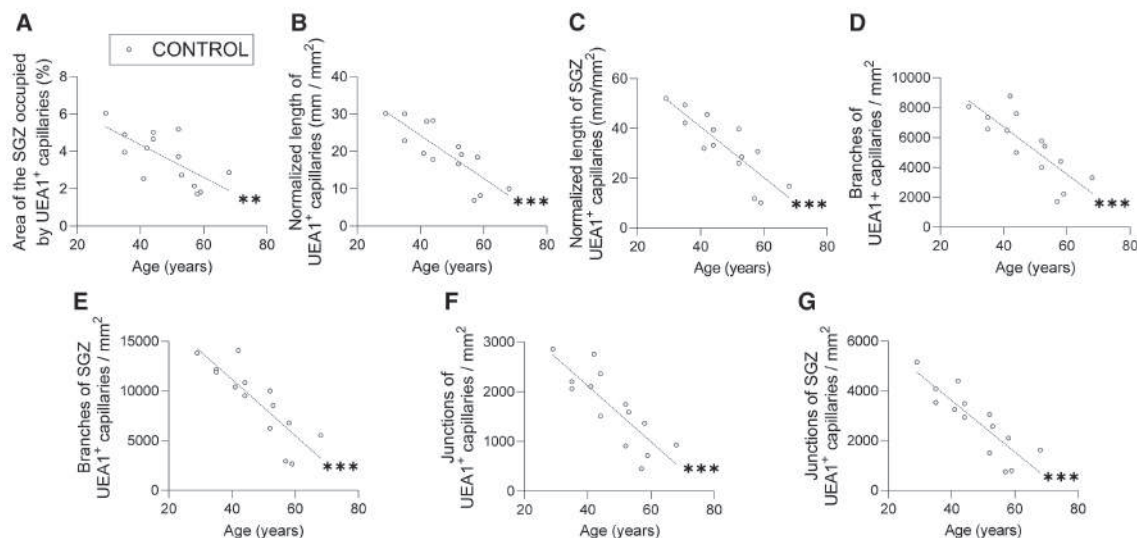 A
CONTROL
Area of the SGZ occupied
by UEA1⁺ capillaries (%)
8
6
4
2
0
20 40 60 80
Age (years)
**
B
Normalized length of
UEA1⁺ capillaries (mm / mm²)
40
30
20
10
0
20 40 60 80
Age (years)
***
C
Normalized length of SGZ
UEA1⁺ capillaries (mm/mm²)
60
40
20
0
20 40 60 80
Age (years)
***
D
Branches of
UEA1+ capillaries / mm²
10000
8000
6000
4000
2000
0
20 40 60 80
Age (years)
***
E
Branches of SGZ
UEA1⁺ capillaries / mm²
15000
10000
5000
0
20 40 60 80
Age (years)
***
F
Junctions of
UEA1⁺ capillaries / mm²
3000
2000
1000
0
20 40 60 80
Age (years)
***
G
Junctions of SGZ
UEA1⁺ capillaries / mm²
6000
4000
2000
0
20 40 60 80
Age (years)
***